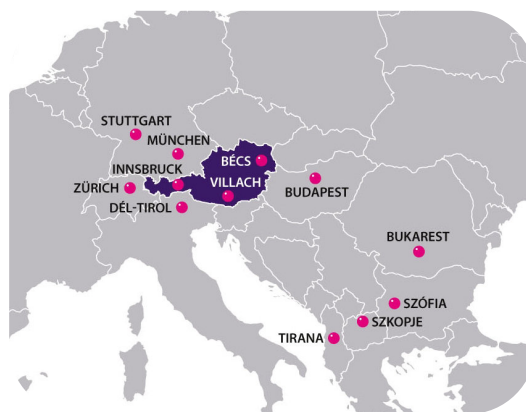 STUTTGART
MÜNCHEN
BÉCS
INNSBRUCK
VILLACH
ZÜRICH
BUDAPEST
DÉL-TIROL
BUKAREST
SZÓFIA
SZKOPJE
TIRANA